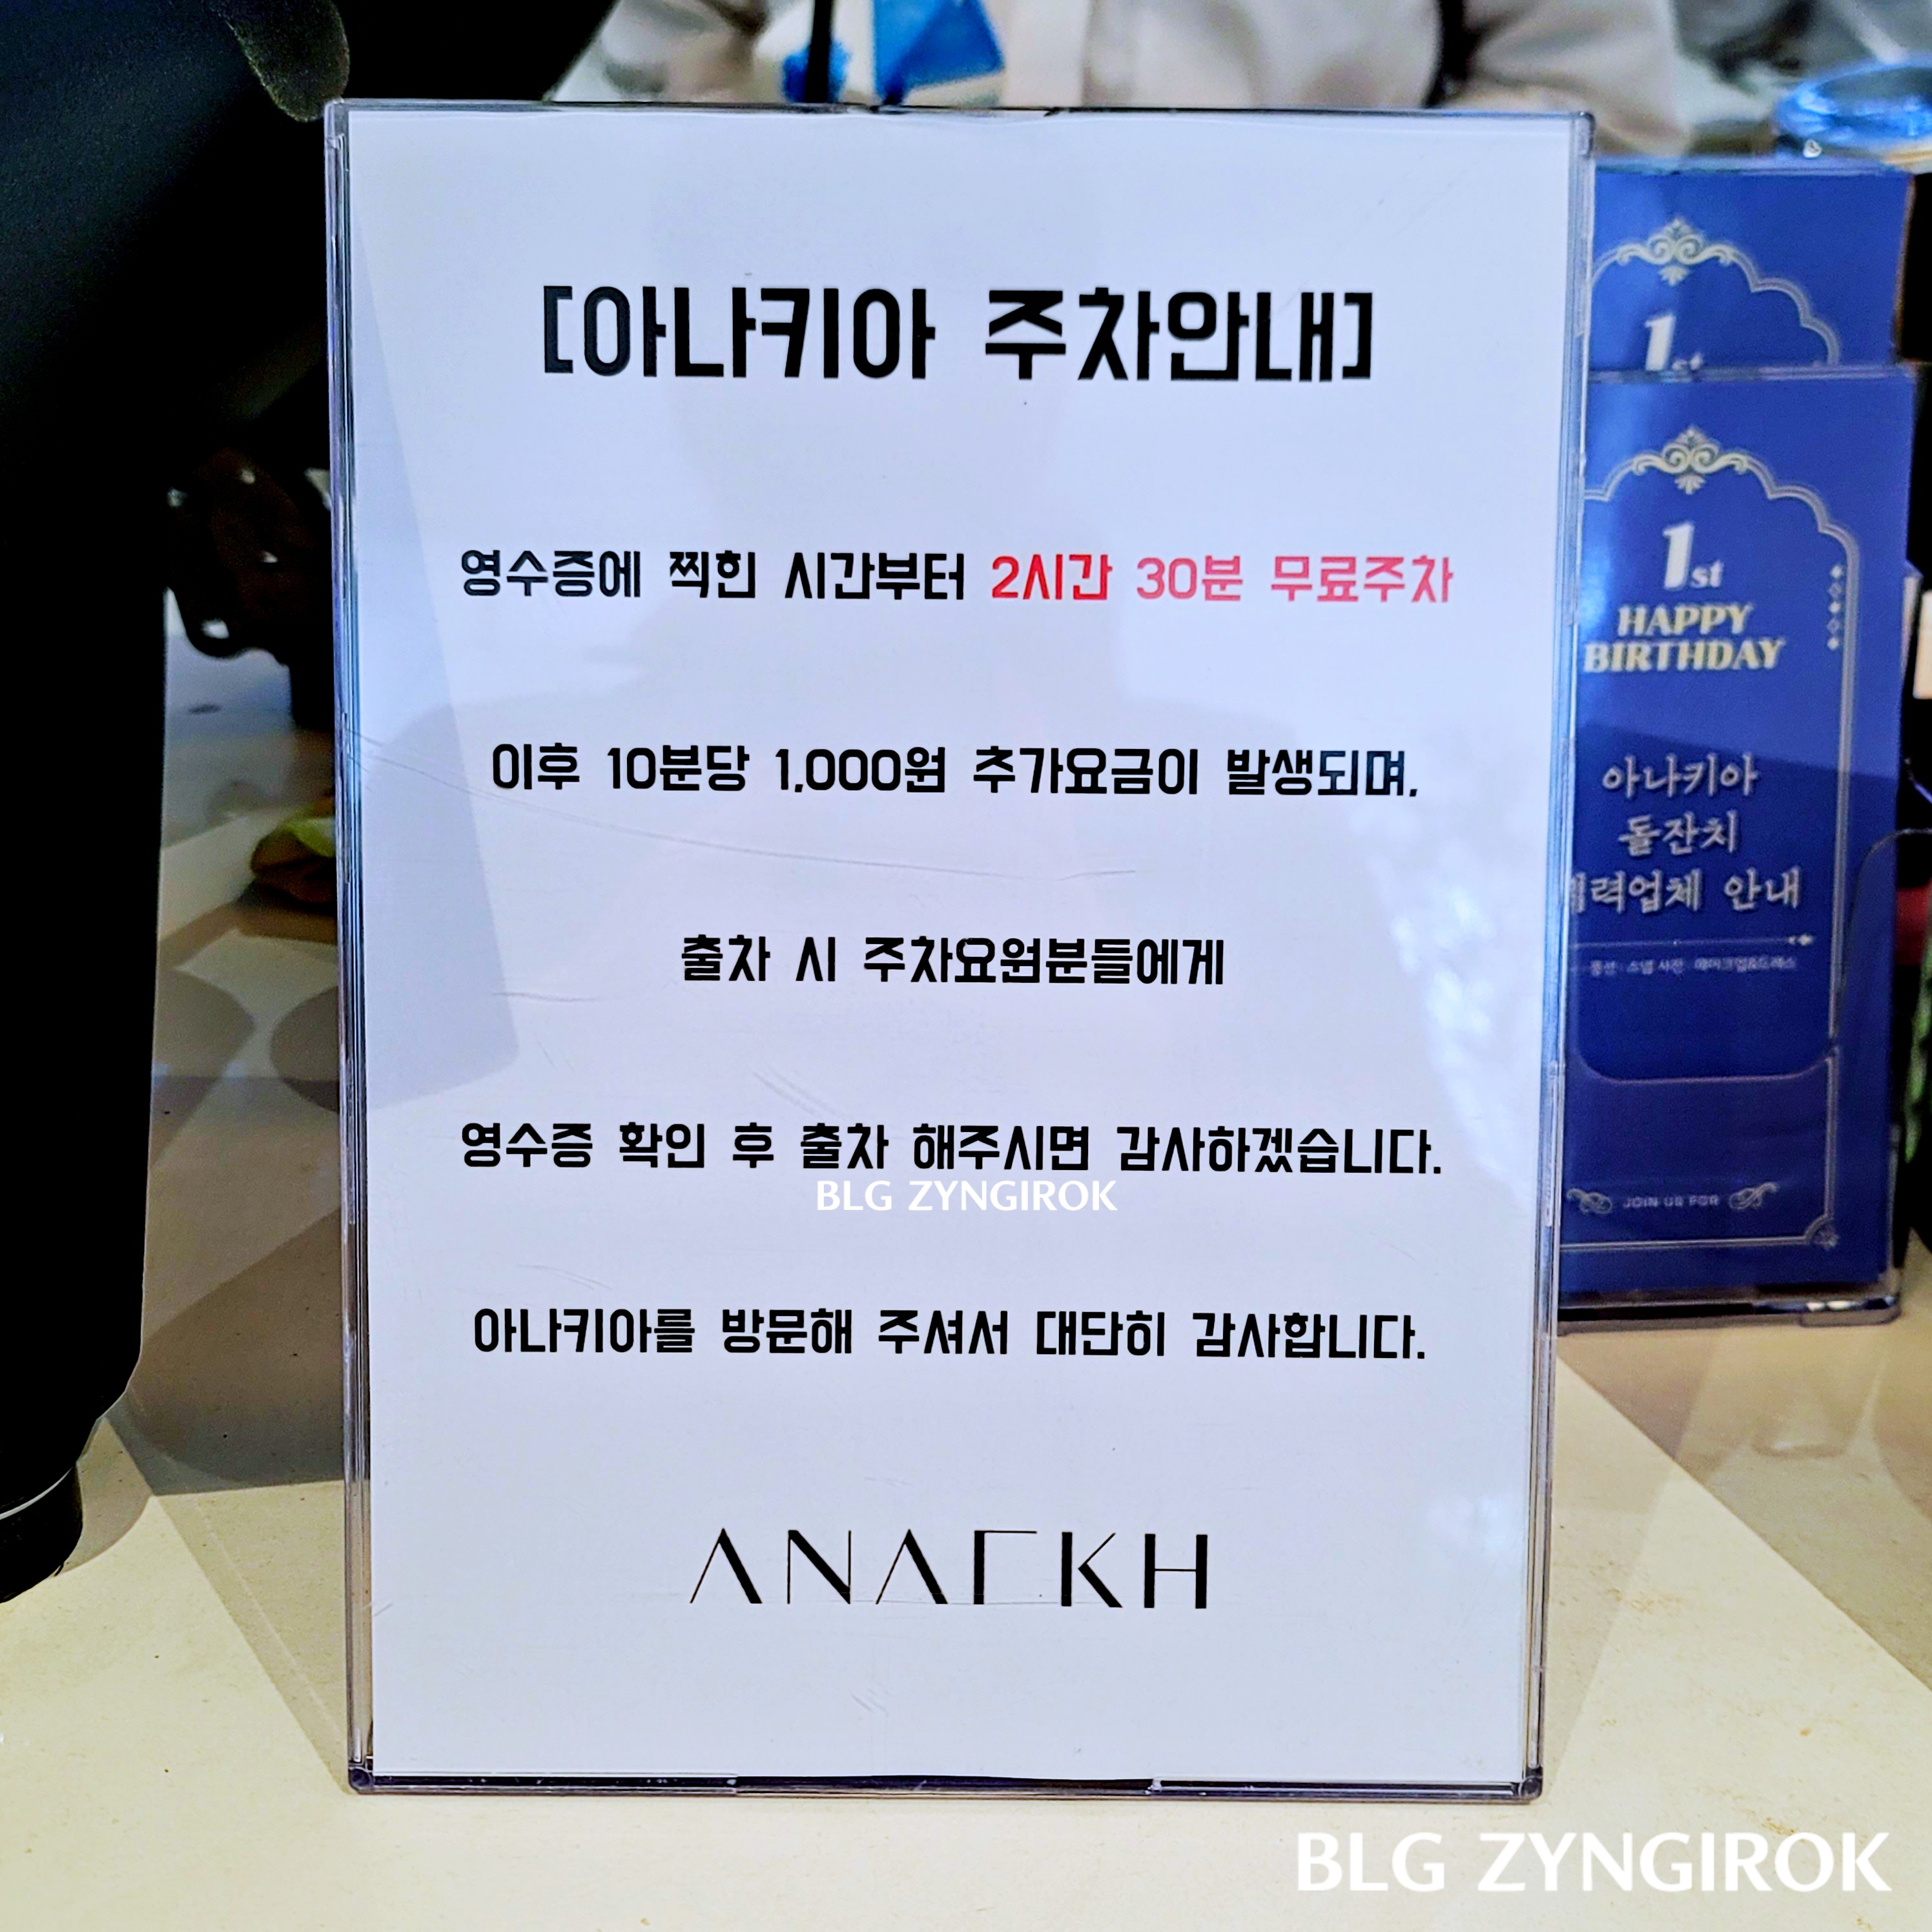 [아나키아 주차안내]
영수증에 찍힌 시간부터 2시간 30분 무료주차
이후 10분당 1,000원 추가요금이 발생되며,
출차 시 주차요원분들에게
영수증 확인 후 출차 해주시면 감사하겠습니다.
BLG ZYNGIROK
아나키아를 방문해 주셔서 대단히 감사합니다.
ΛNΛΓKH
1st
1st
HAPPY
BIRTHDAY
아나키아
돌잔치
안내
JOIN US FOR
BLG ZYNGIROK